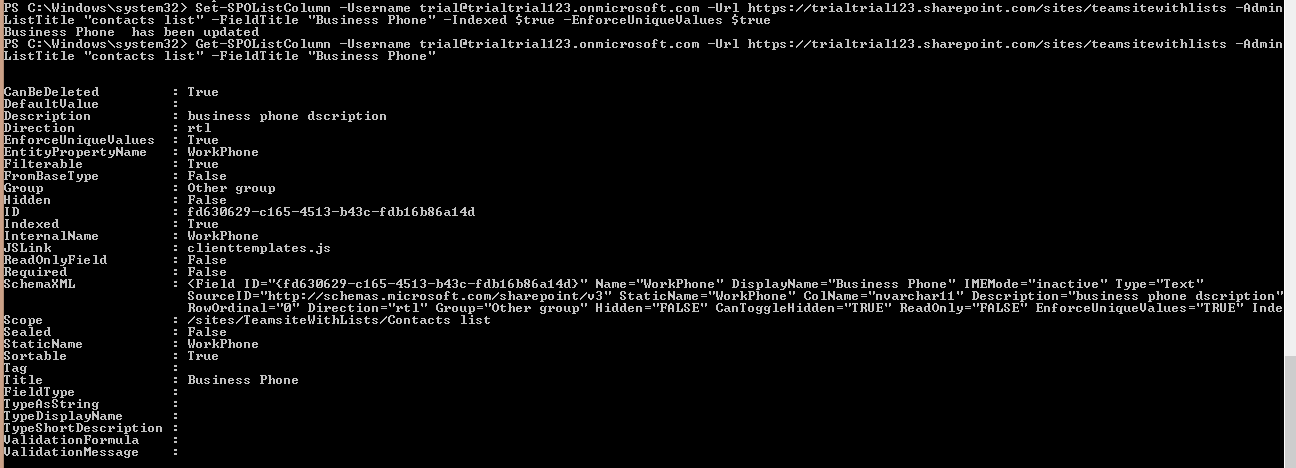 PS C:\Windows\system32> Set-SPOListColumn -Username trial@trialtrial123.onmicrosoft.com -Url https://trialtrial123.sharepoint.com/sites/teamsitewithlists -Admin
ListTitle "contacts list" -FieldTitle "Business Phone" -Indexed $true -EnforceUniqueValues $true
Business Phone  has been updated
PS C:\Windows\system32> Get-SPOListColumn -Username trial@trialtrial123.onmicrosoft.com -Url https://trialtrial123.sharepoint.com/sites/teamsitewithlists -Admin
ListTitle "contacts list" -FieldTitle "Business Phone"
CanBeDeleted         : True
DefaultValue         :
Description          : business phone dscription
Direction            : rtl
EnforceUniqueValues  : True
EntityPropertyName   : WorkPhone
Filterable           : True
FromBaseType         : False
Group                : Other group
Hidden               : False
ID                   : fd630629-c165-4513-b43c-fdb16b86a14d
Indexed              : True
InternalName         : WorkPhone
JSLink               : clienttemplates.js
ReadOnlyField        : False
Required             : False
SchemaXML            : <Field ID="{fd630629-c165-4513-b43c-fdb16b86a14d}" Name="WorkPhone" DisplayName="Business Phone" IMEMode="inactive" Type="Text"
SourceID="http://schemas.microsoft.com/sharepoint/v3" StaticName="WorkPhone" ColName="nvarchar11" Description="business phone dscription"
RowOrdinal="0" Direction="rtl" Group="Other group" Hidden="FALSE" CanToggleHidden="TRUE" ReadOnly="FALSE" EnforceUniqueValues="TRUE" Inde
Scope                : /sites/TeamsiteWithLists/Contacts list
Sealed               : False
StaticName           : WorkPhone
Sortable             : True
Tag                  :
Title                : Business Phone
FieldType            :
TypeAsString         :
TypeDisplayName      :
TypeShortDescription :
ValidationFormula    :
ValidationMessage    :